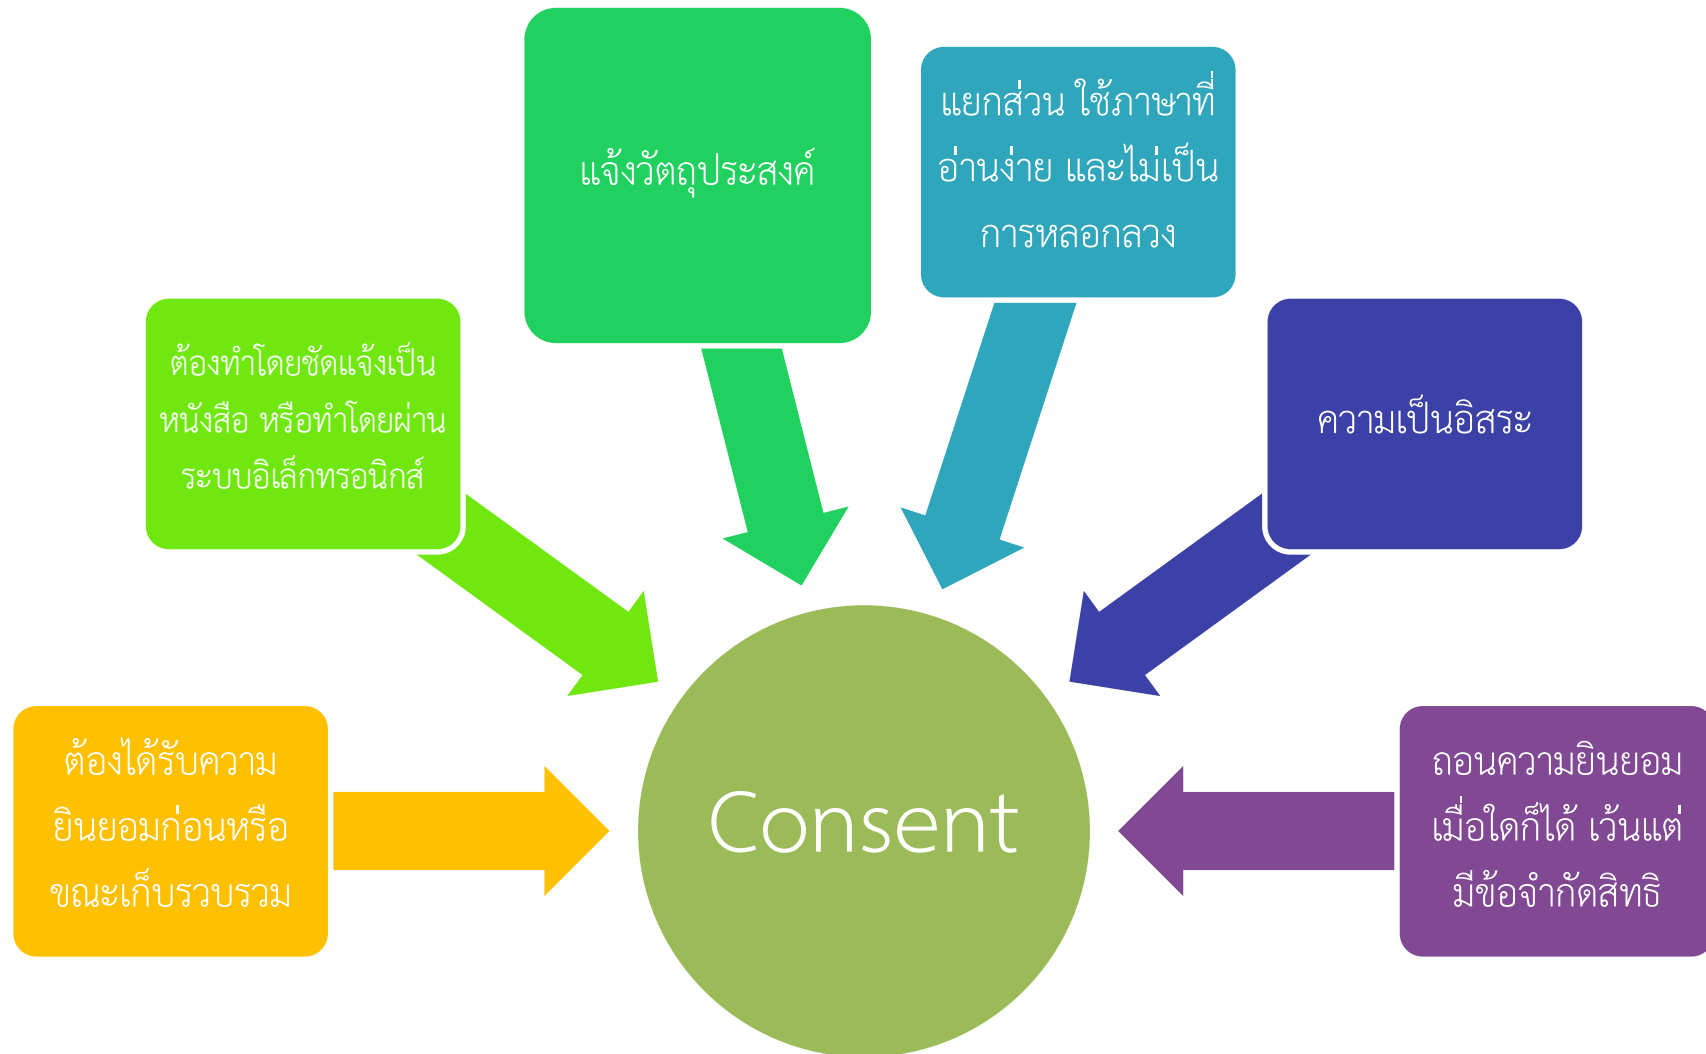 แจ้งวัตถุประสงค์
แยกส่วน ใช้ภาษาที่
อ่านง่าย และไม่เป็น
การหลอกลวง
ต้องทำโดยชัดแจ้งเป็น
หนังสือ หรือทำโดยผ่าน
ระบบอิเล็กทรอนิกส์
ความเป็นอิสระ
ต้องได้รับความ
ยินยอมก่อนหรือ
ขณะเก็บรวบรวม
Consent
ถอนความยินยอม
เมื่อใดก็ได้ เว้นแต่
มีข้อจำกัดสิทธิ